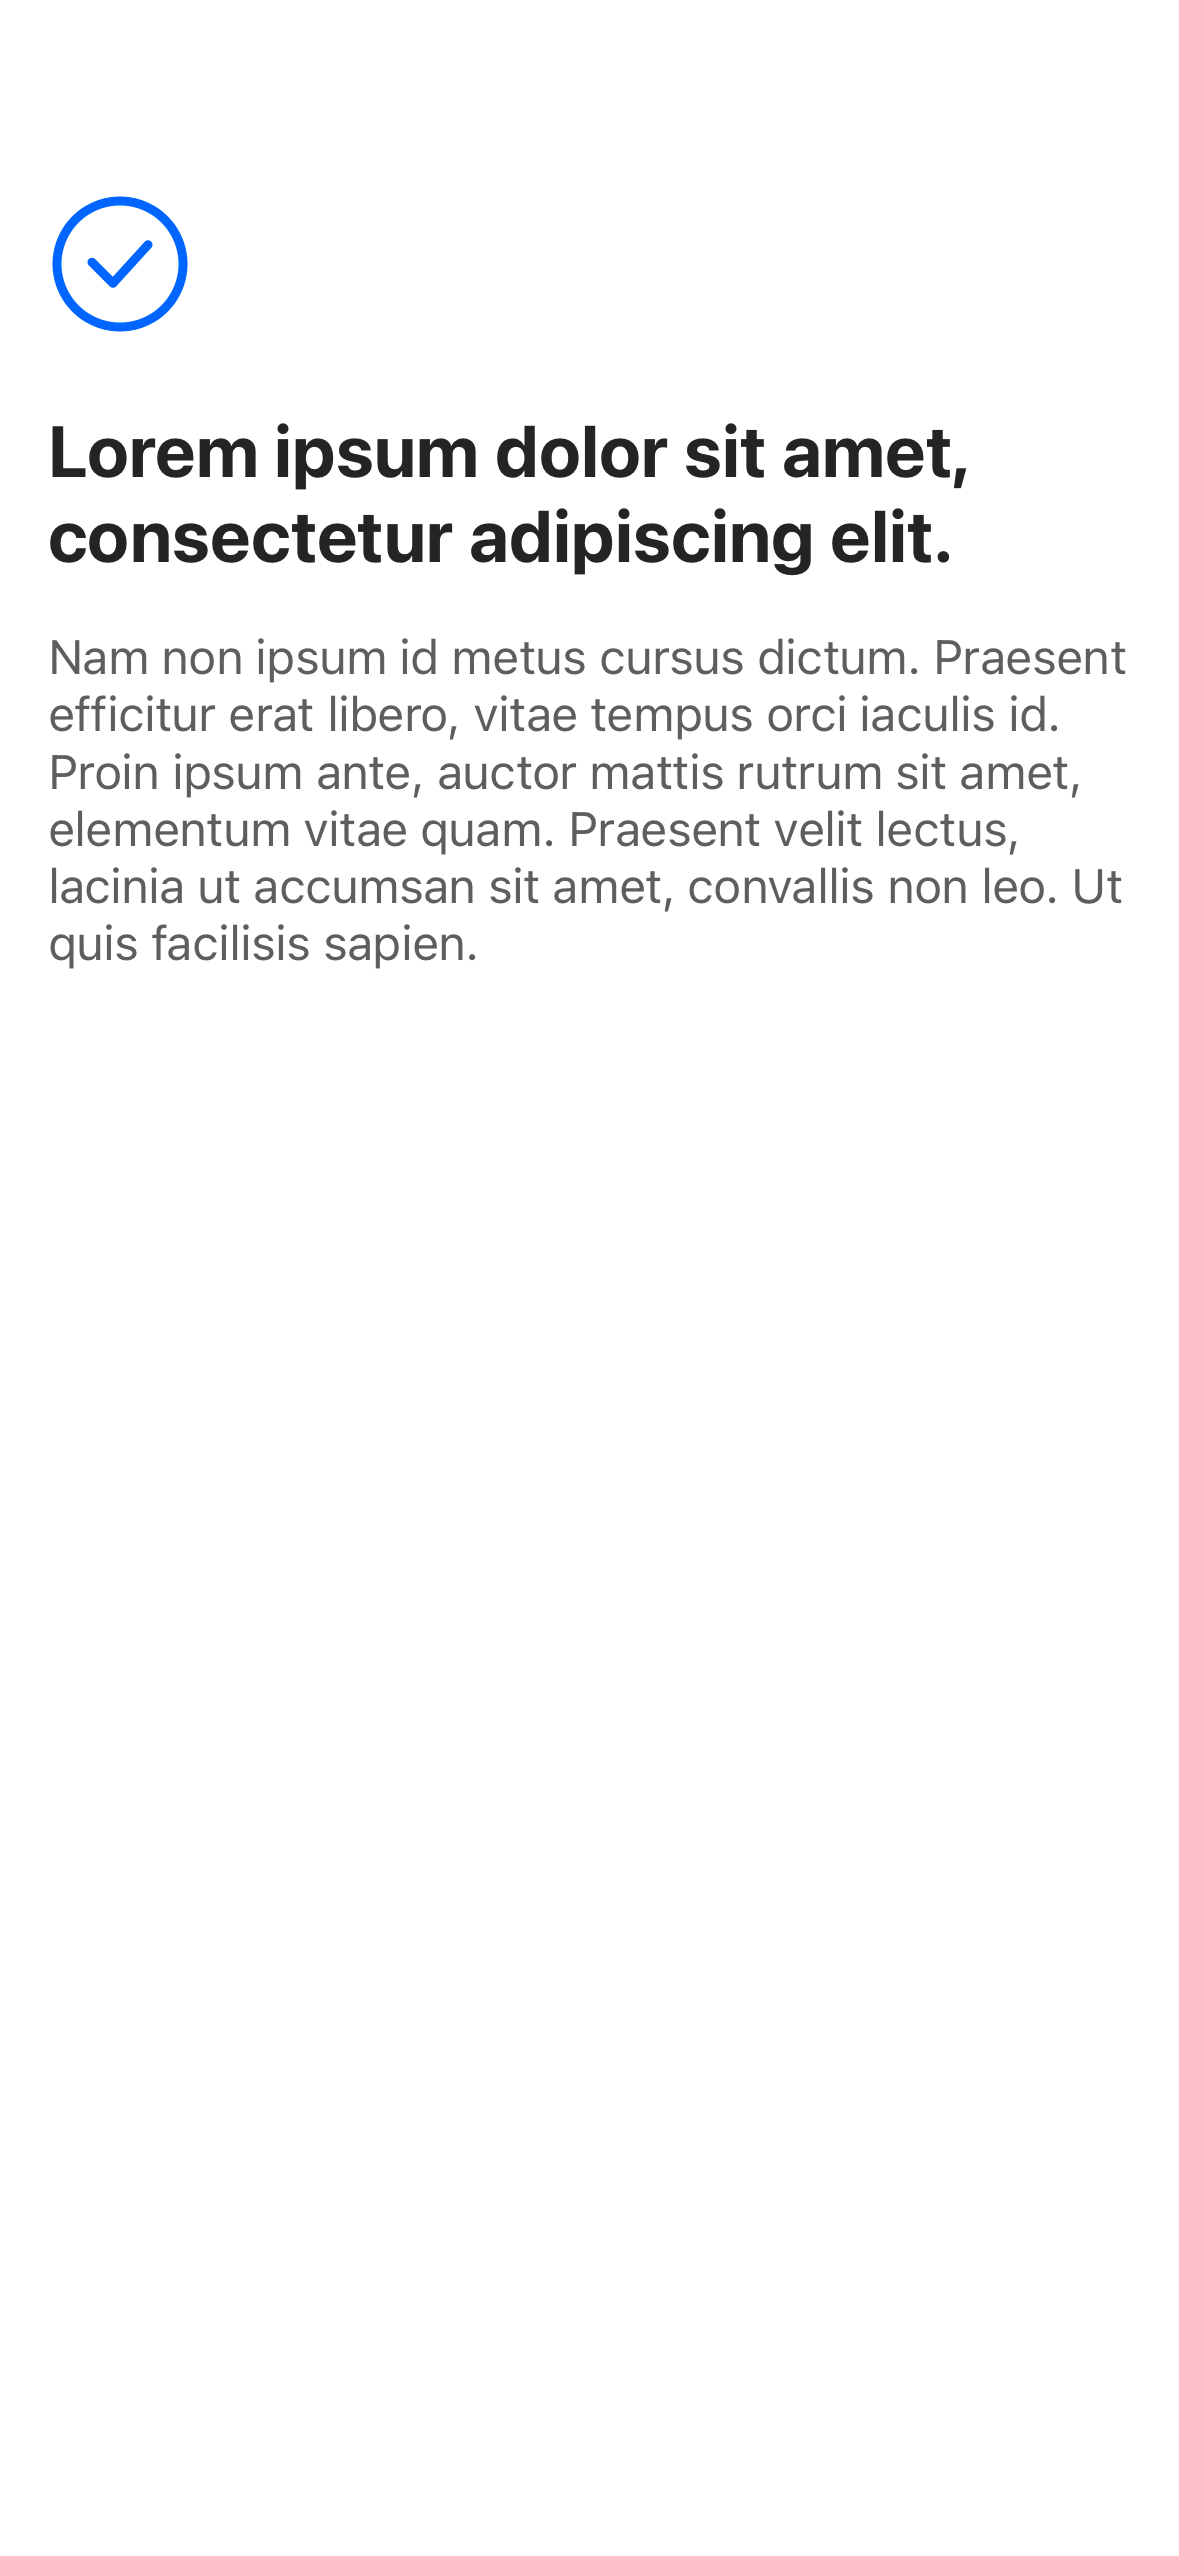 Lorem ipsum dolor sit amet,
consectetur adipiscing elit.
Nam non ipsum id metus cursus dictum. Praesent
efficitur erat libero, vitae tempus orci iaculis id.
Proin ipsum ante, auctor mattis rutrum sit amet,
elementum vitae quam. Praesent velit lectus,
lacinia ut accumsan sit amet, convallis non leo. Ut
quis facilisis sapien.